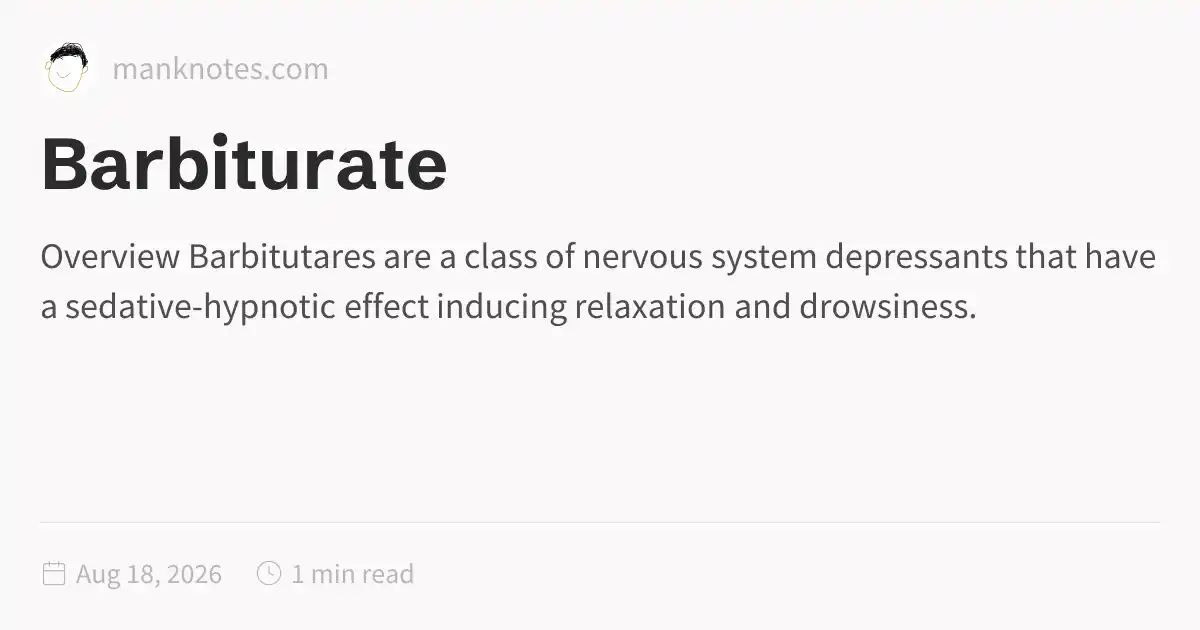 manknotes.com
Barbiturate
Overview Barbitutares are a class of nervous system depressants that have
a sedative-hypnotic effect inducing relaxation and drowsiness.
Aug 18, 2026 1 min read